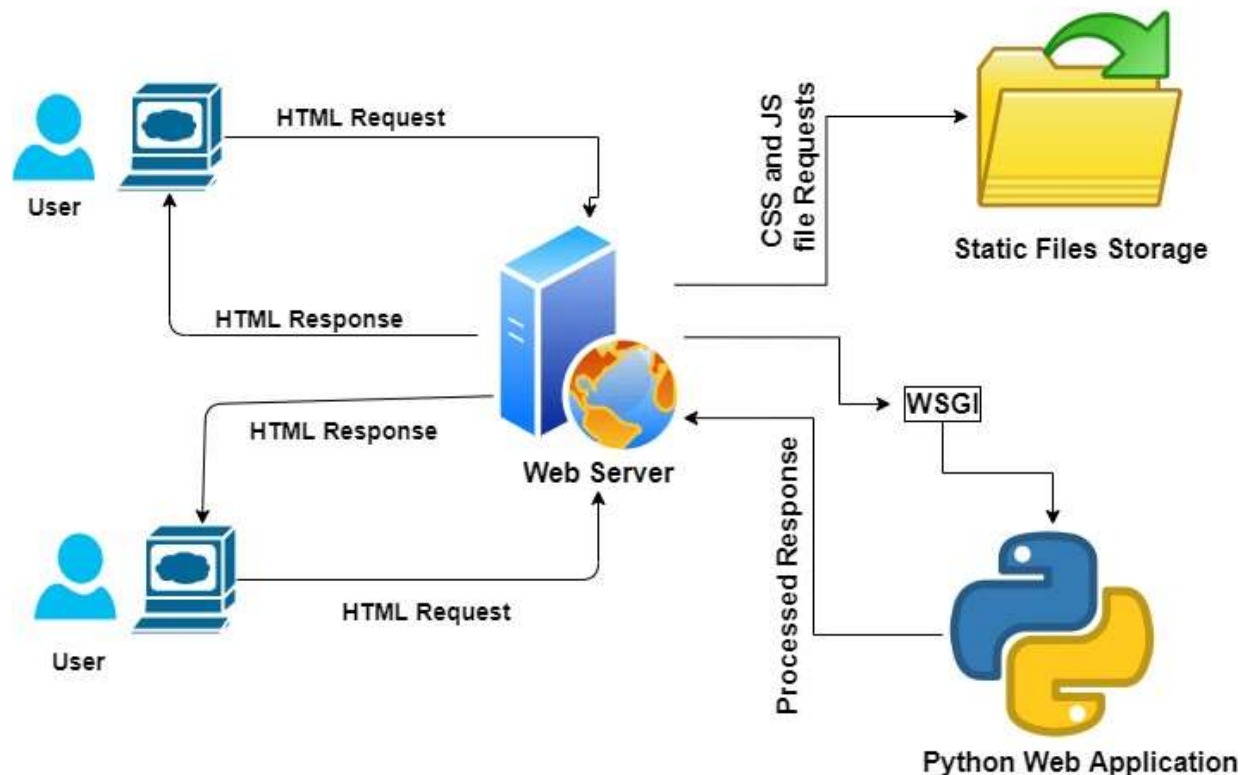 HTML Request
User
HTML Response
CSS and JS
file Requests
Static Files Storage
WSGI
HTML Response
Web Server
Processed Response
HTML Request
User
Python Web Application